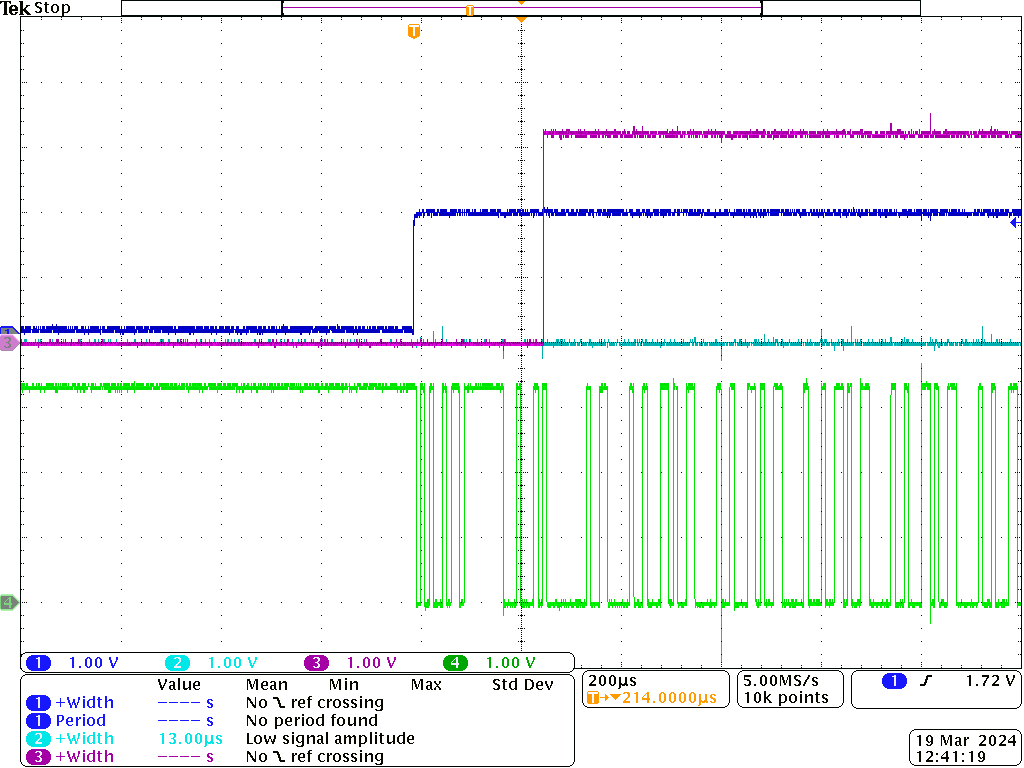 Tek Stop
T
T
1
3
4
1 1.00 V 2 1.00 V 3 1.00 V 4 1.00 V
Value Mean Min Max Std Dev
1 +Width ---- s No ꜜ ref crossing
1 Period ---- s No period found
2 +Width 13.00µs Low signal amplitude
3 +Width ---- s No ꜜ ref crossing
200µs
T→▼214.0000µs
5.00MS/s
10k points
1 ƒ 1.72 V
19 Mar 2024
12:41:19